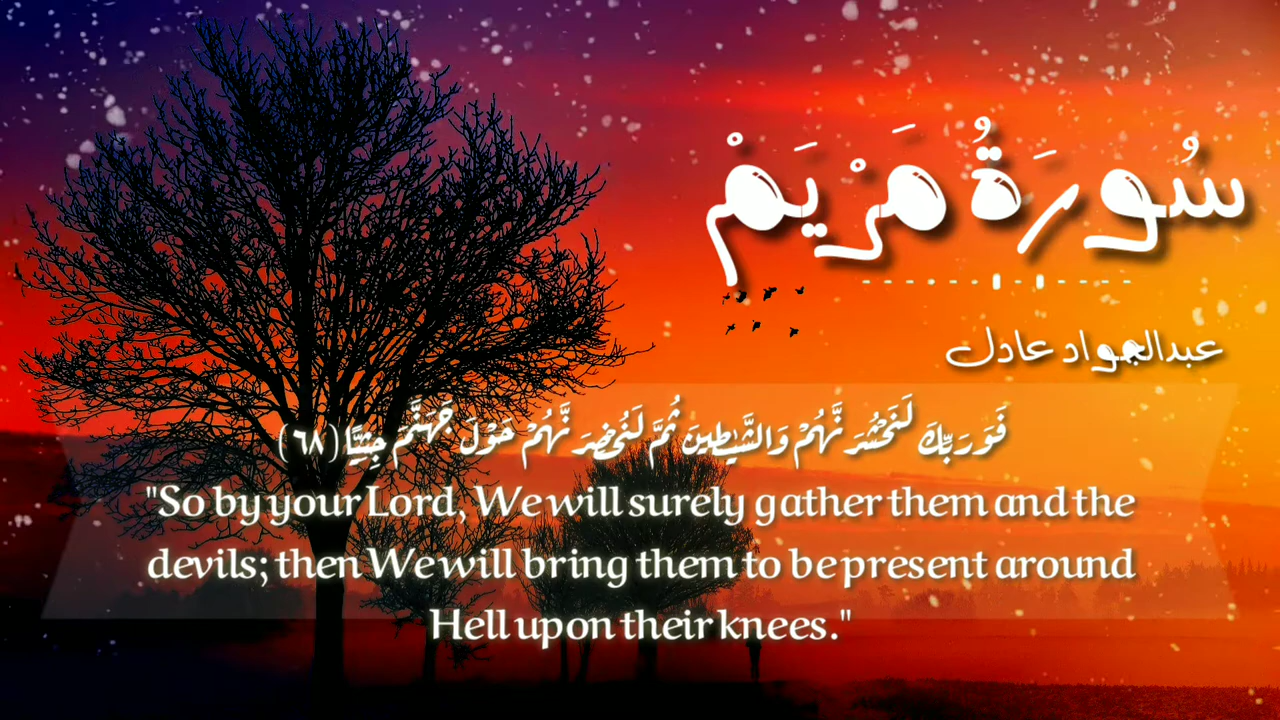 سُورَةُ مَرْيَمْ
عبدالجواد عادل
فَوَرَبِّكَ لَنَحْشُرَنَّهُمْ وَالشَّيٰطِينَ ثُمَّ لَنُحْضِرَنَّهُمْ حَوْلَ جَهَنَّمَ جِثِيًّا (٦٨)
"So by your Lord, We will surely gather them and the
devils; then We will bring them to be present around
Hell upon their knees."